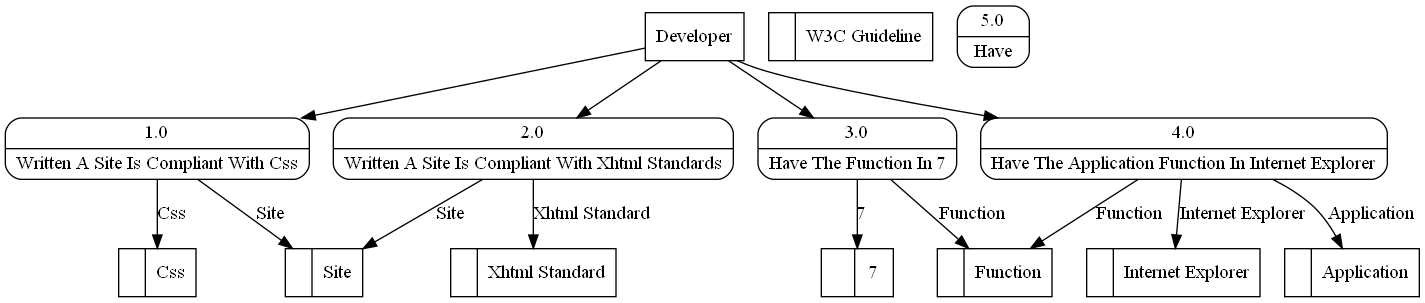 Developer
W3C Guideline
5.0
Have
1.0
Written A Site Is Compliant With Css
2.0
Written A Site Is Compliant With Xhtml Standards
3.0
Have The Function In 7
4.0
Have The Application Function In Internet Explorer
Css
Site
Site
Xhtml Standard
7
Function
Function
Internet Explorer
Application
Css
Site
Xhtml Standard
7
Function
Internet Explorer
Application